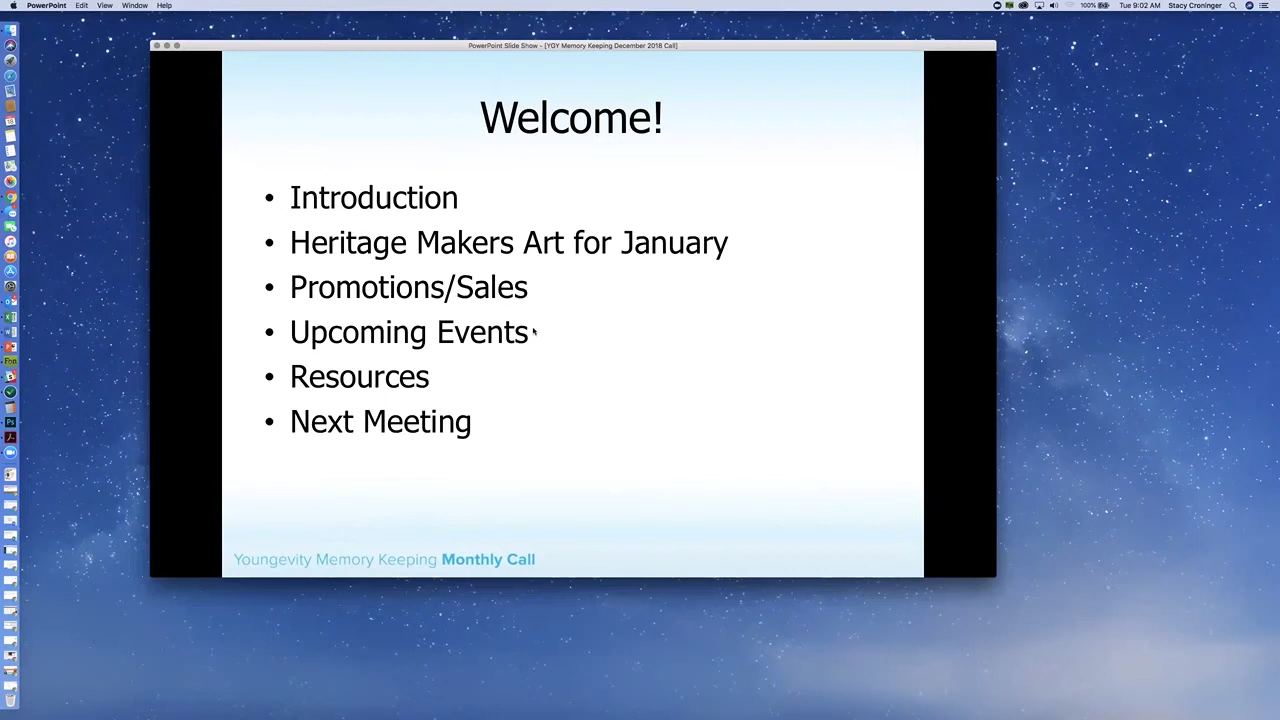 PowerPoint Edit View Window Help
100% Tue 9:02 AM Stacy Croninger
PowerPoint Slide Show - [YGY Memory Keeping December 2018 Call]
Welcome!
• Introduction
• Heritage Makers Art for January
• Promotions/Sales
• Upcoming Events
• Resources
• Next Meeting
Youngevity Memory Keeping Monthly Call
Fon
Ps